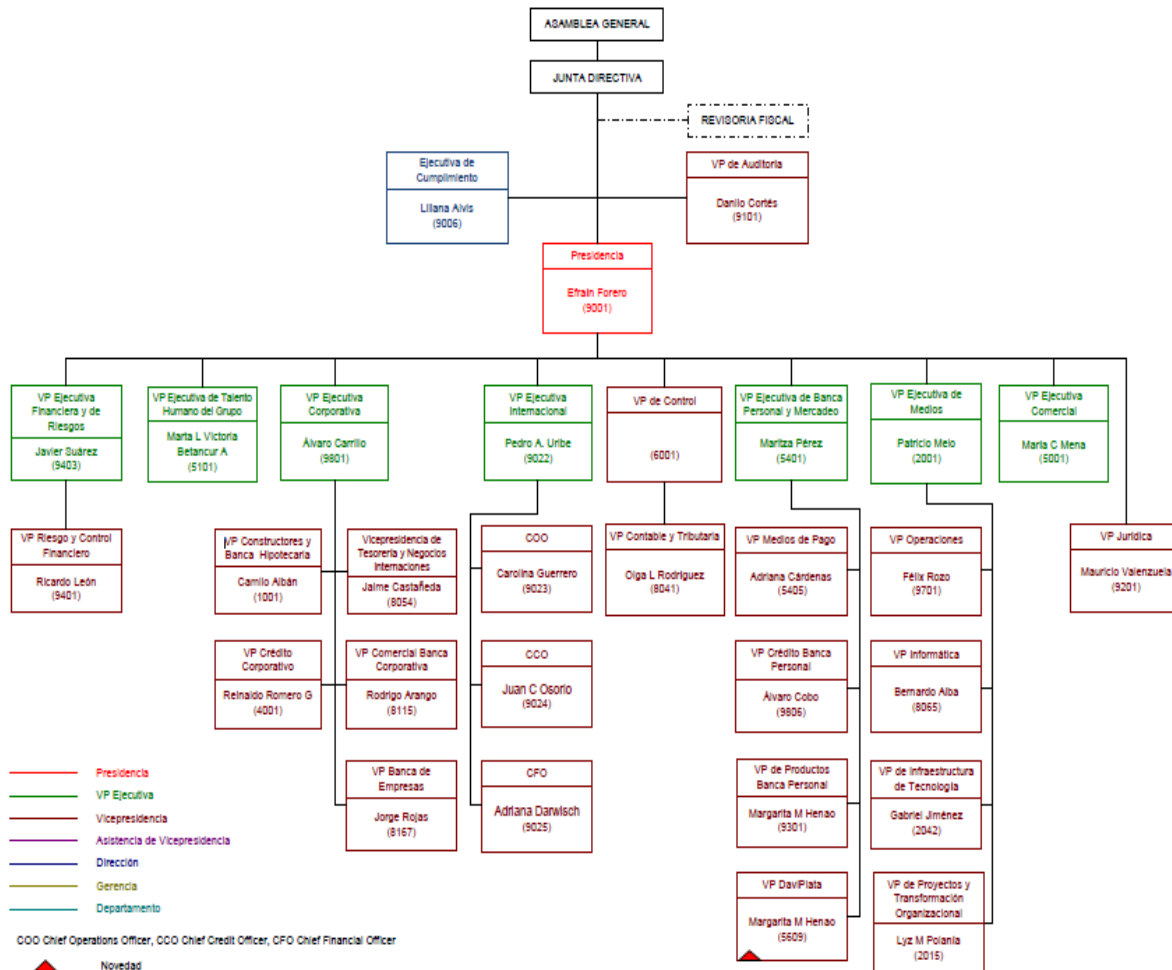 ASAMBLEA GENERAL
JUNTA DIRECTIVA
REVISORIA FISCAL
Ejecutiva de
Cumplimiento
Liliana Alvis
(9006)
VP de Auditoria
Danilo Cortés
(9101)
Presidencia
Efraín Forero
(9001)
VP Ejecutiva
Financiera y de
Riesgos
Javier Suárez
(9403)
VP Ejecutiva de Talento
Humano del Grupo
Marta L Victoria
Betancur A
(5101)
VP Ejecutiva
Corporativa
Álvaro Carrillo
(9801)
VP Ejecutiva
Internacional
Pedro A. Uribe
(9022)
VP de Control
(6001)
VP Ejecutiva de Banca
Personal y Mercadeo
Maritza Pérez
(5401)
VP Ejecutiva de
Medios
Patricio Melo
(2001)
VP Ejecutiva
Comercial
María C Mena
(5001)
VP Riesgo y Control
Financiero
Ricardo León
(9401)
VP Constructores y
Banca Hipotecaria
Camilo Albán
(1001)
Vicepresidencia de
Tesorería y Negocios
Internaciones
Jaime Castañeda
(8054)
COO
Carolina Guerrero
(9023)
VP Contable y Tributaria
Olga L Rodríguez
(8041)
VP Medios de Pago
Adriana Cárdenas
(5405)
VP Operaciones
Félix Rozo
(9701)
VP Jurídica
Mauricio Valenzuela
(9201)
VP Crédito
Corporativo
Reinaldo Romero G
(4001)
VP Comercial Banca
Corporativa
Rodrigo Arango
(8115)
CCO
Juan C Osorio
(9024)
VP Crédito Banca
Personal
Álvaro Cobo
(9806)
VP Informática
Bernardo Alba
(8065)
VP Banca de
Empresas
Jorge Rojas
(8167)
CFO
Adriana Darwisch
(9025)
VP de Productos
Banca Personal
Margarita M Henao
(9301)
VP de Infraestructura
de Tecnología
Gabriel Jiménez
(2042)
VP DaviPlata
Margarita M Henao
(5609)
VP de Proyectos y
Transformación
Organizacional
Lyz M Polanía
(2015)
Presidencia
VP Ejecutiva
Vicepresidencia
Asistencia de Vicepresidencia
Dirección
Gerencia
Departamento
COO Chief Operations Officer, CCO Chief Credit Officer, CFO Chief Financial Officer
Novedad